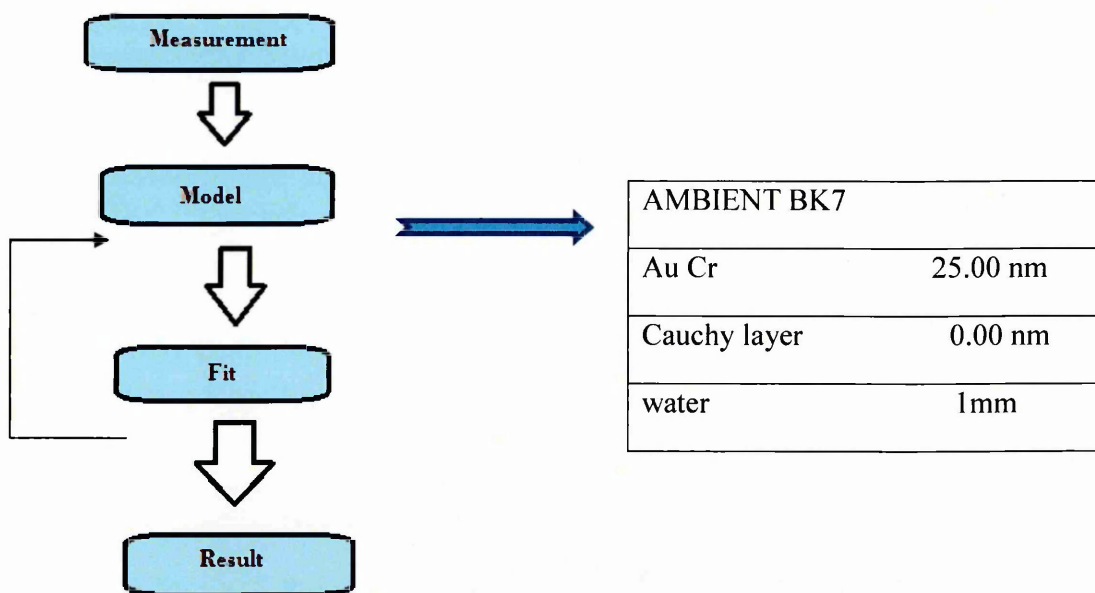 Measurement
Model
Fit
Result
AMBIENT BK7
Au Cr 25.00 nm
Cauchy layer 0.00 nm
water 1mm